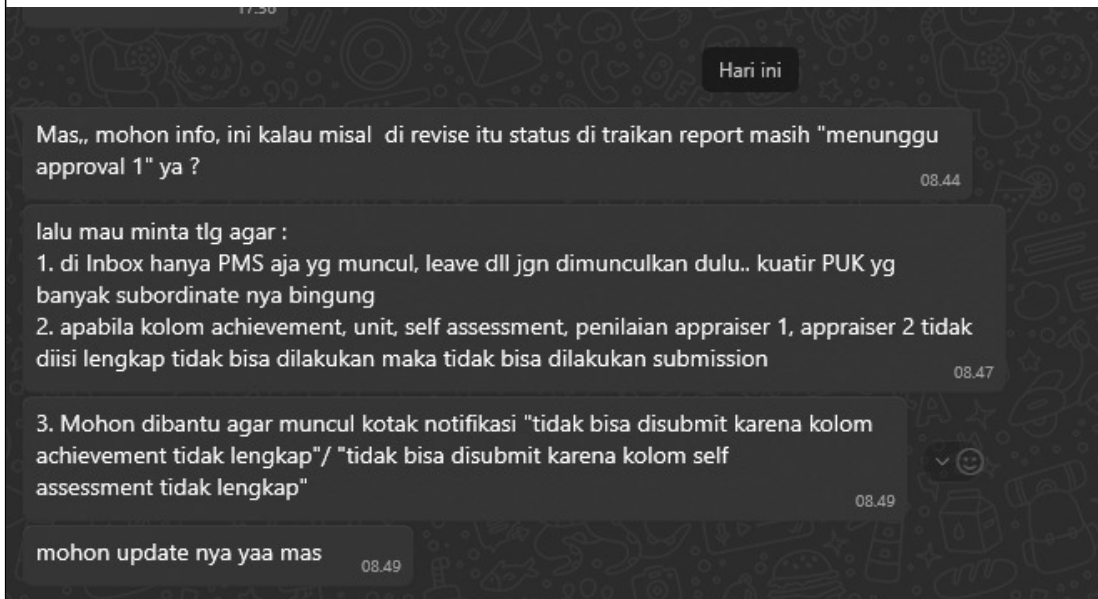 17.36
Hari ini
Mas,, mohon info, ini kalau misal di revise itu status di traikan report masih "menunggu
approval 1" ya ?
08.44
lalu mau minta tlg agar :
1. di Inbox hanya PMS aja yg muncul, leave dll jgn dimunculkan dulu.. kuatir PUK yg
banyak subordinate nya bingung
2. apabila kolom achievement, unit, self assessment, penilaian appraiser 1, appraiser 2 tidak
diisi lengkap tidak bisa dilakukan maka tidak bisa dilakukan submission
08.47
3. Mohon dibantu agar muncul kotak notifikasi "tidak bisa disubmit karena kolom
achievement tidak lengkap"/ "tidak bisa disubmit karena kolom self
assessment tidak lengkap"
08.49
mohon update nya yaa mas
08.49